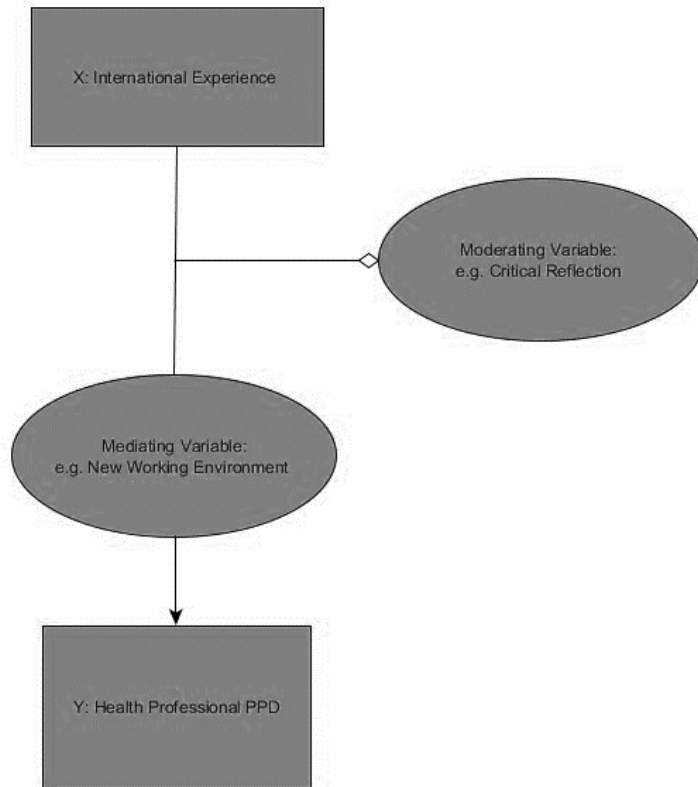 X: International Experience
Moderating Variable:
e.g. Critical Reflection
Mediating Variable:
e.g. New Working Environment
Y: Health Professional PPD